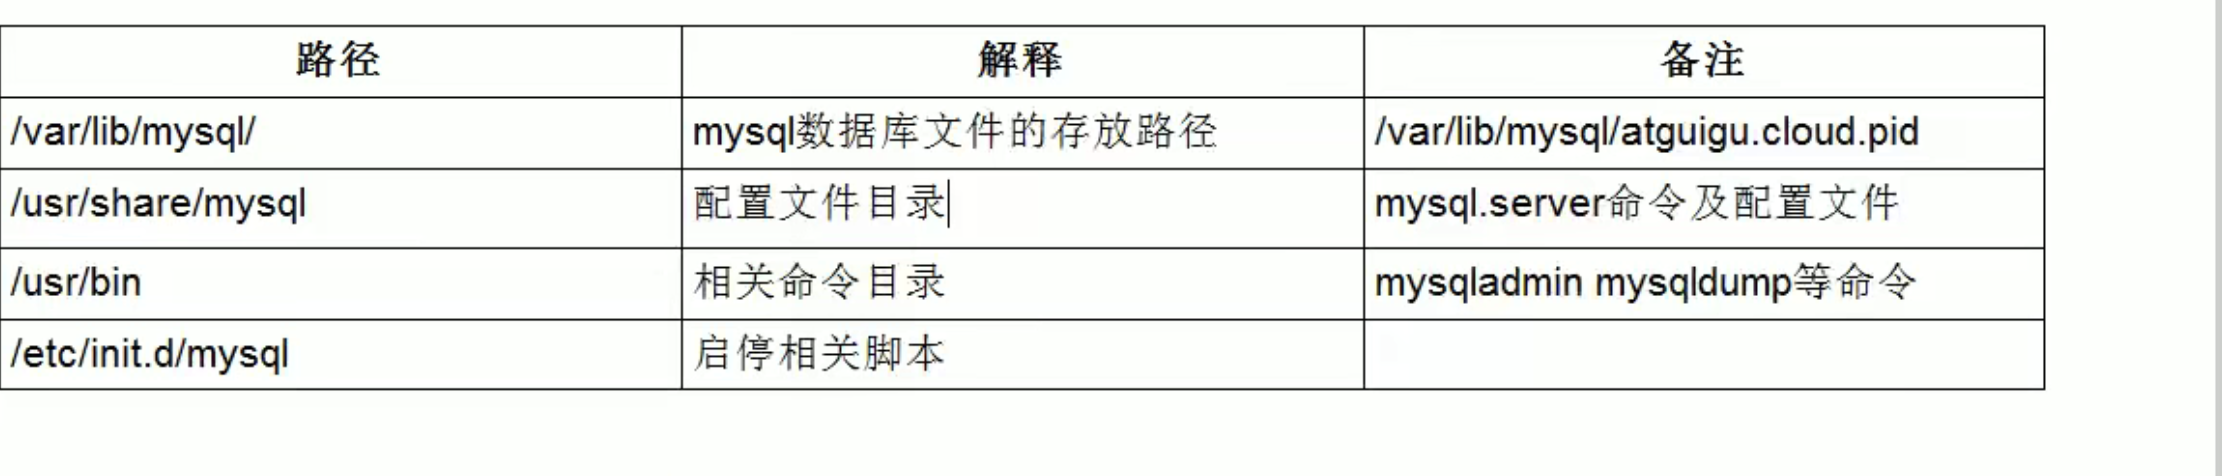 路径 解释 备注
/var/lib/mysql/ mysql数据库文件的存放路径 /var/lib/mysql/atguigu.cloud.pid
/usr/share/mysql 配置文件目录 mysql.server命令及配置文件
/usr/bin 相关命令目录 mysqladmin mysqldump等命令
/etc/init.d/mysql 启停相关脚本